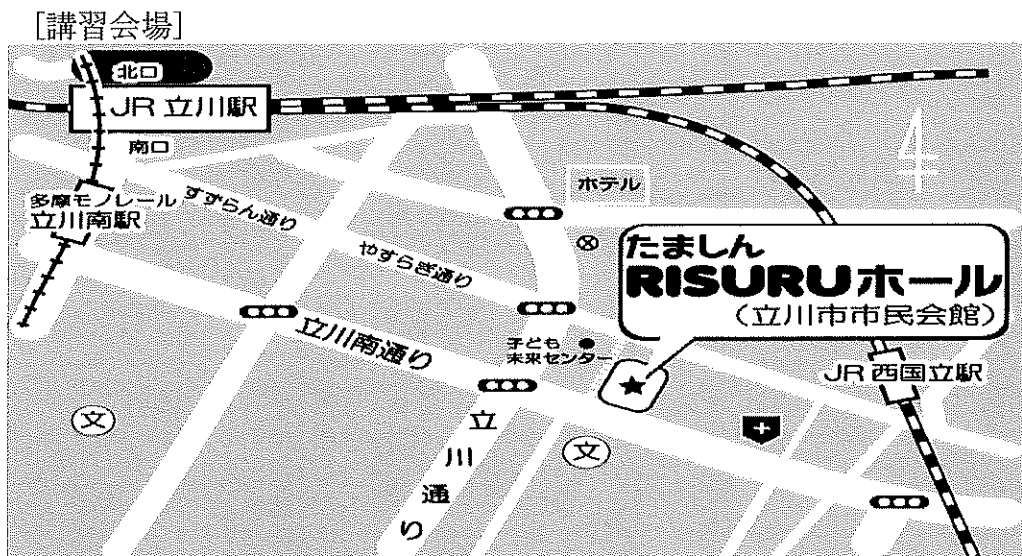 [講習会場]
北口
JR 立川駅
南口
多摩モノレール
立川南駅
すずらん通り
やすらぎ通り
ホテル
たましん
RISURUホール
(立川市市民会館)
子ども
未来センター
立川南通り
JR 西国立駅
文
文
立川通り